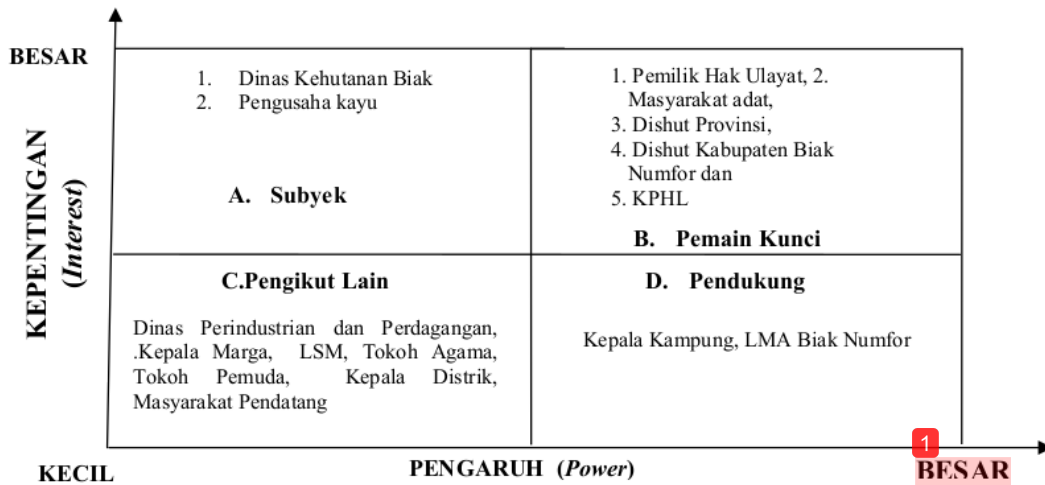 BESAR
KEPENTINGAN
(Interest)
1. Dinas Kehutanan Biak
2. Pengusaha kayu
A. Subyek
1. Pemilik Hak Ulayat, 2.
Masyarakat adat,
3. Dishut Provinsi,
4. Dishut Kabupaten Biak
Numfor dan
5. KPHL
B. Pemain Kunci
C.Pengikut Lain
Dinas Perindustrian dan Perdagangan,
.Kepala Marga, LSM, Tokoh Agama,
Tokoh Pemuda, Kepala Distrik,
Masyarakat Pendatang
D. Pendukung
Kepala Kampung, LMA Biak Numfor
KECIL
PENGARUH (Power)
1
BESAR